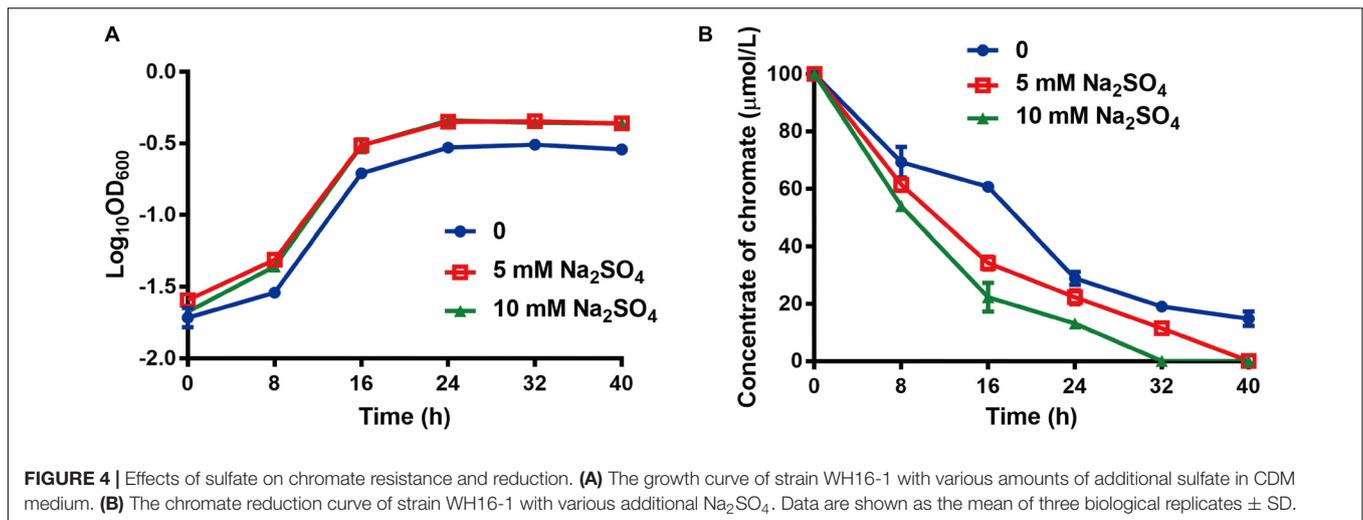 A
0.0
-0.5
-1.0
-1.5
-2.0
Log₁₀OD₆₀₀
0
5 mM Na₂SO₄
10 mM Na₂SO₄
0 8 16 24 32 40
Time (h)
B
100
80
60
40
20
0
Concentrate of chromate (μmol/L)
0
5 mM Na₂SO₄
10 mM Na₂SO₄
0 8 16 24 32 40
Time (h)
FIGURE 4 | Effects of sulfate on chromate resistance and reduction. (A) The growth curve of strain WH16-1 with various amounts of additional sulfate in CDM
medium. (B) The chromate reduction curve of strain WH16-1 with various additional Na₂SO₄. Data are shown as the mean of three biological replicates ± SD.